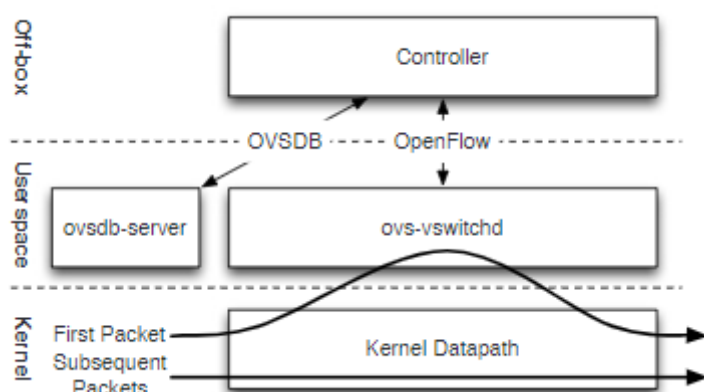 Off-box
Controller
OVSDB
OpenFlow
User space
ovsdb-server
ovs-vswitchd
Kernel
First Packet
Kernel Datapath
Subsequent
Packets